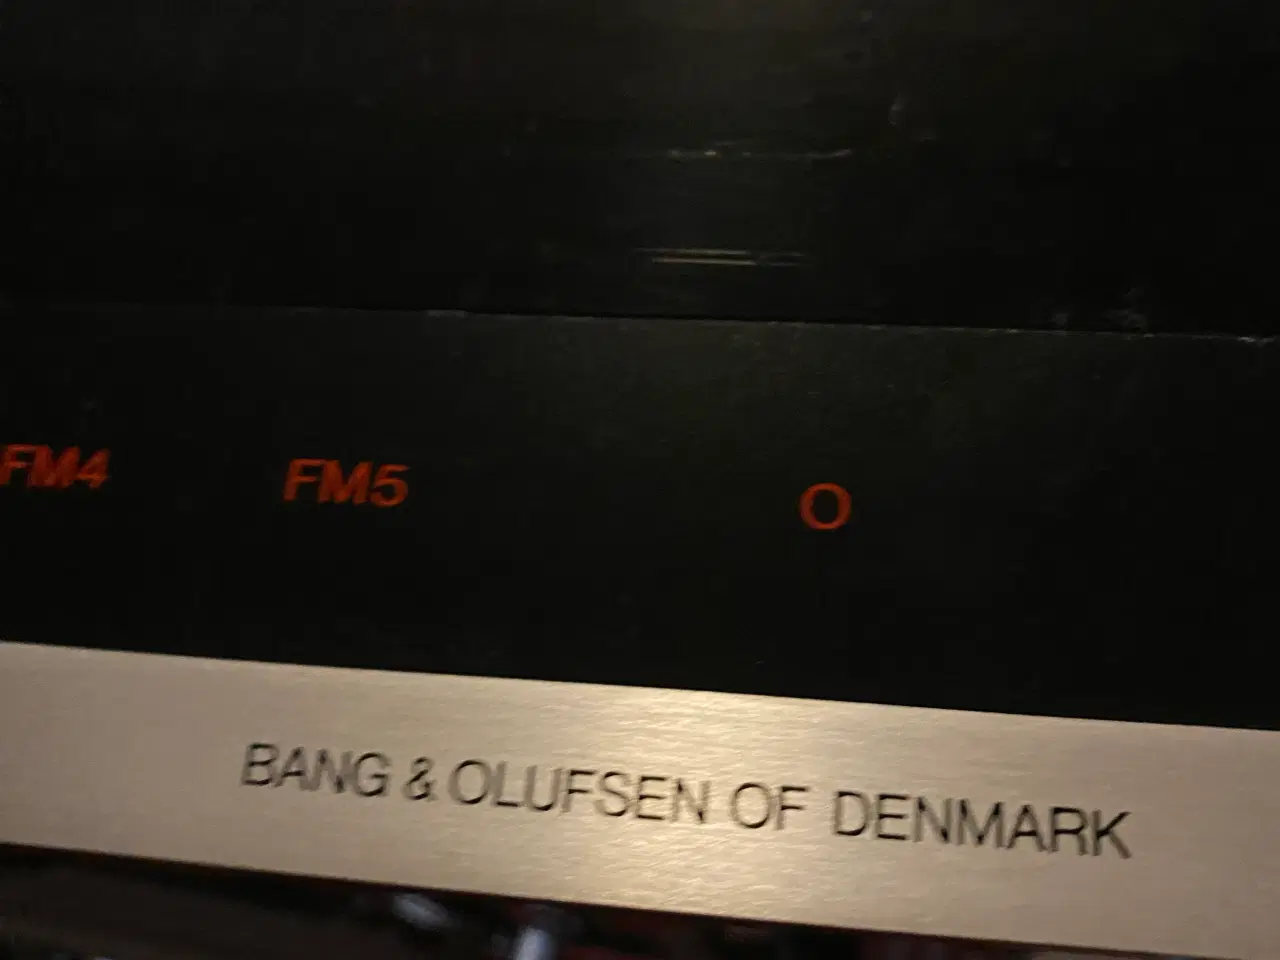 FM4 FM5 O
BANG & OLUFSEN OF DENMARK